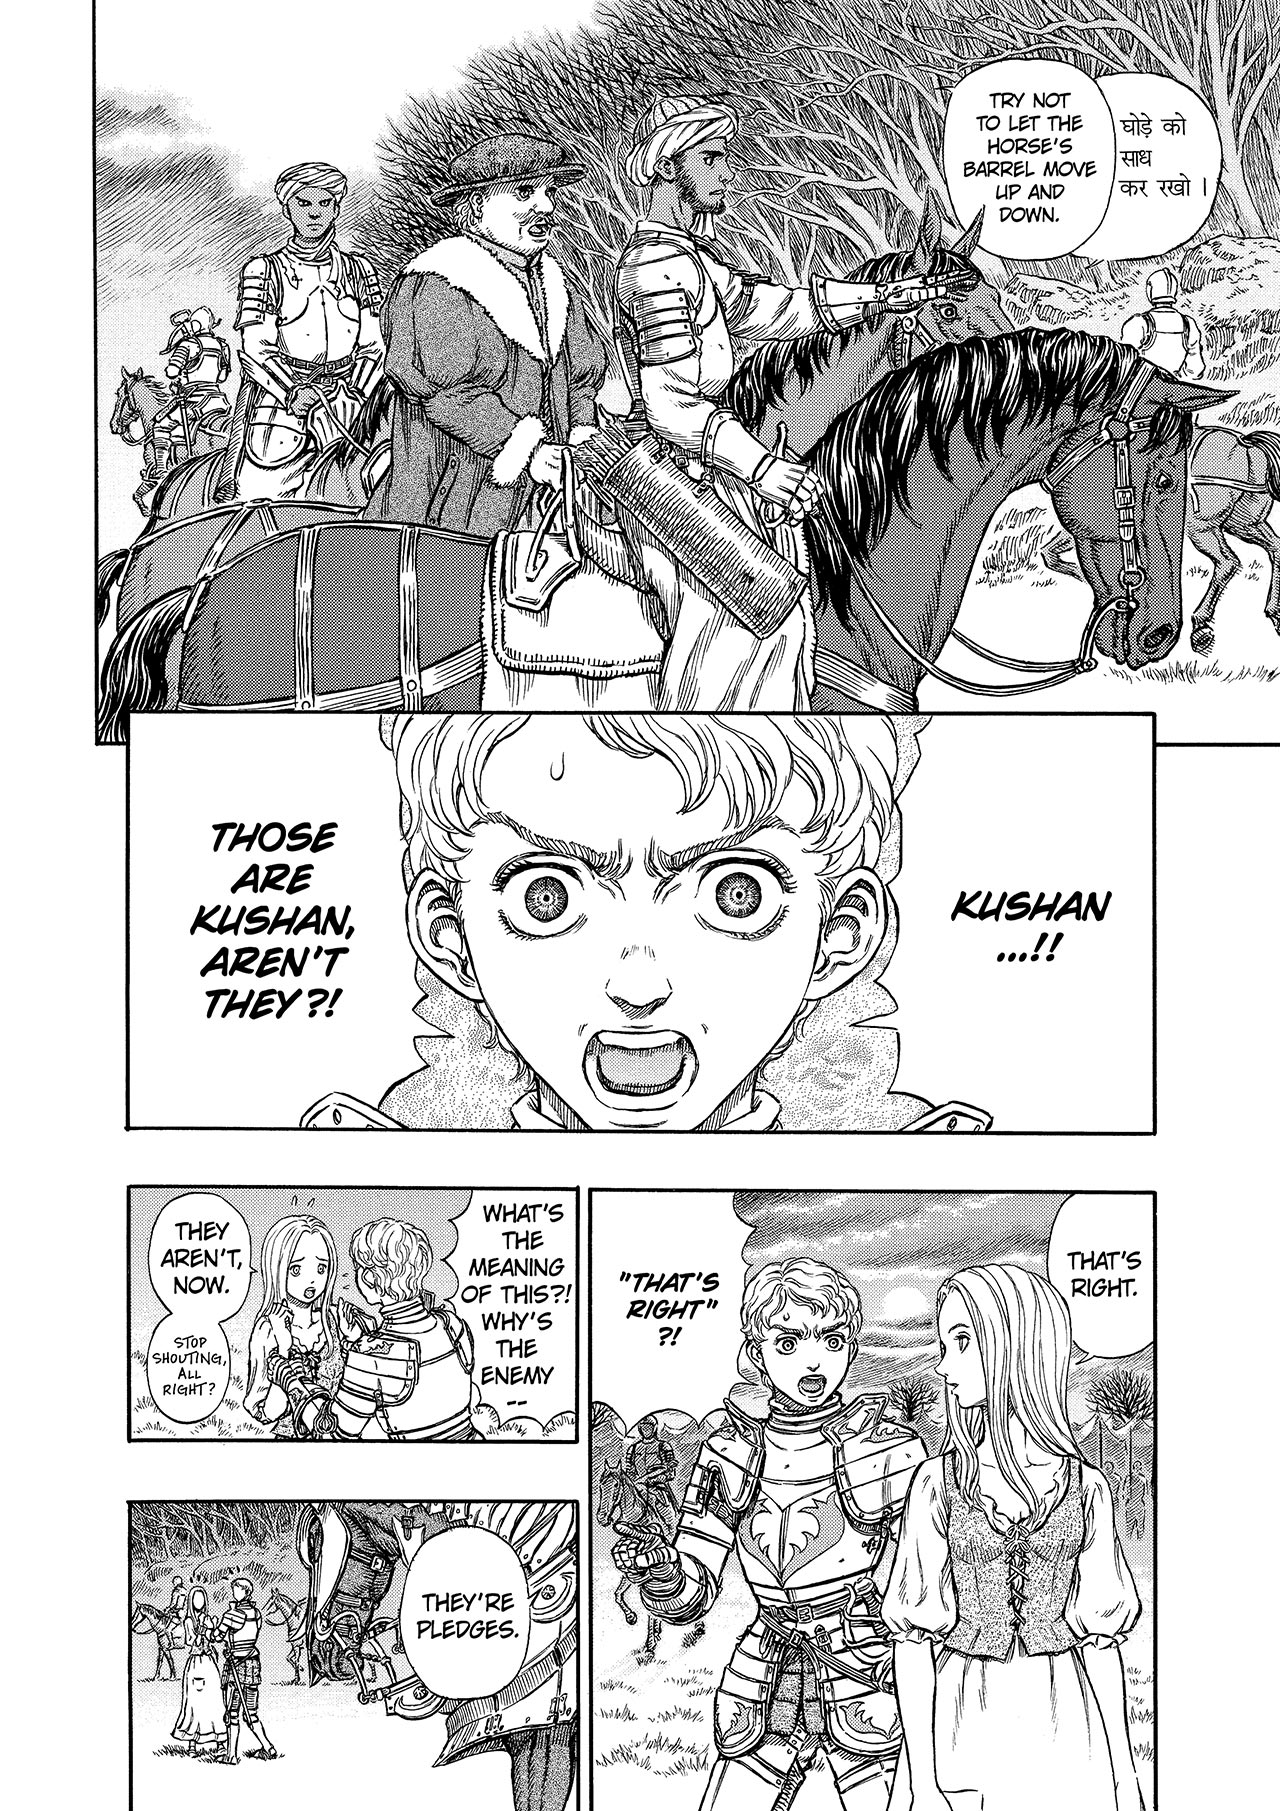 घोड़े को
साध
कर रखो ।
TRY NOT
TO LET THE
HORSE'S
BARREL MOVE
UP AND
DOWN.
KUSHAN
...!!
THOSE
ARE
KUSHAN,
AREN'T
THEY?!
THAT'S
RIGHT.
"THAT'S
RIGHT"
?!
WHAT'S
THE
MEANING
OF THIS?!
WHY'S
THE
ENEMY
--
THEY
AREN'T,
NOW.
STOP
SHOUTING,
ALL
RIGHT?
THEY'RE
PLEDGES.